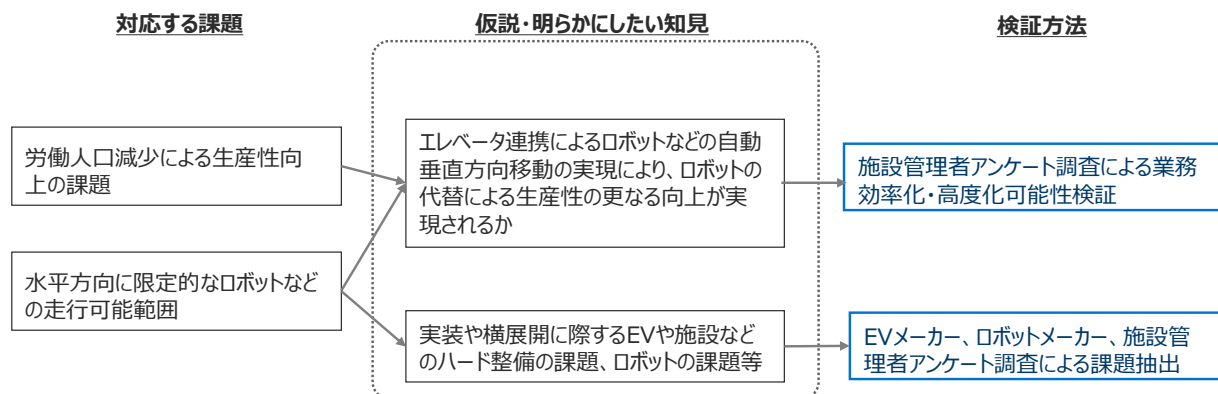 対応する課題
仮説・明らかにしたい知見
検証方法
労働人口減少による生産性向
上の課題
エレベータ連携によるロボットなどの自動
垂直方向移動の実現により、ロボットの
代替による生産性の更なる向上が実
現されるか
施設管理者アンケート調査による業務
効率化・高度化可能性検証
水平方向に限定的なロボットなど
の走行可能範囲
実装や横展開に際するEVや施設など
のハード整備の課題、ロボットの課題等
EVメーカー、ロボットメーカー、施設管
理者アンケート調査による課題抽出